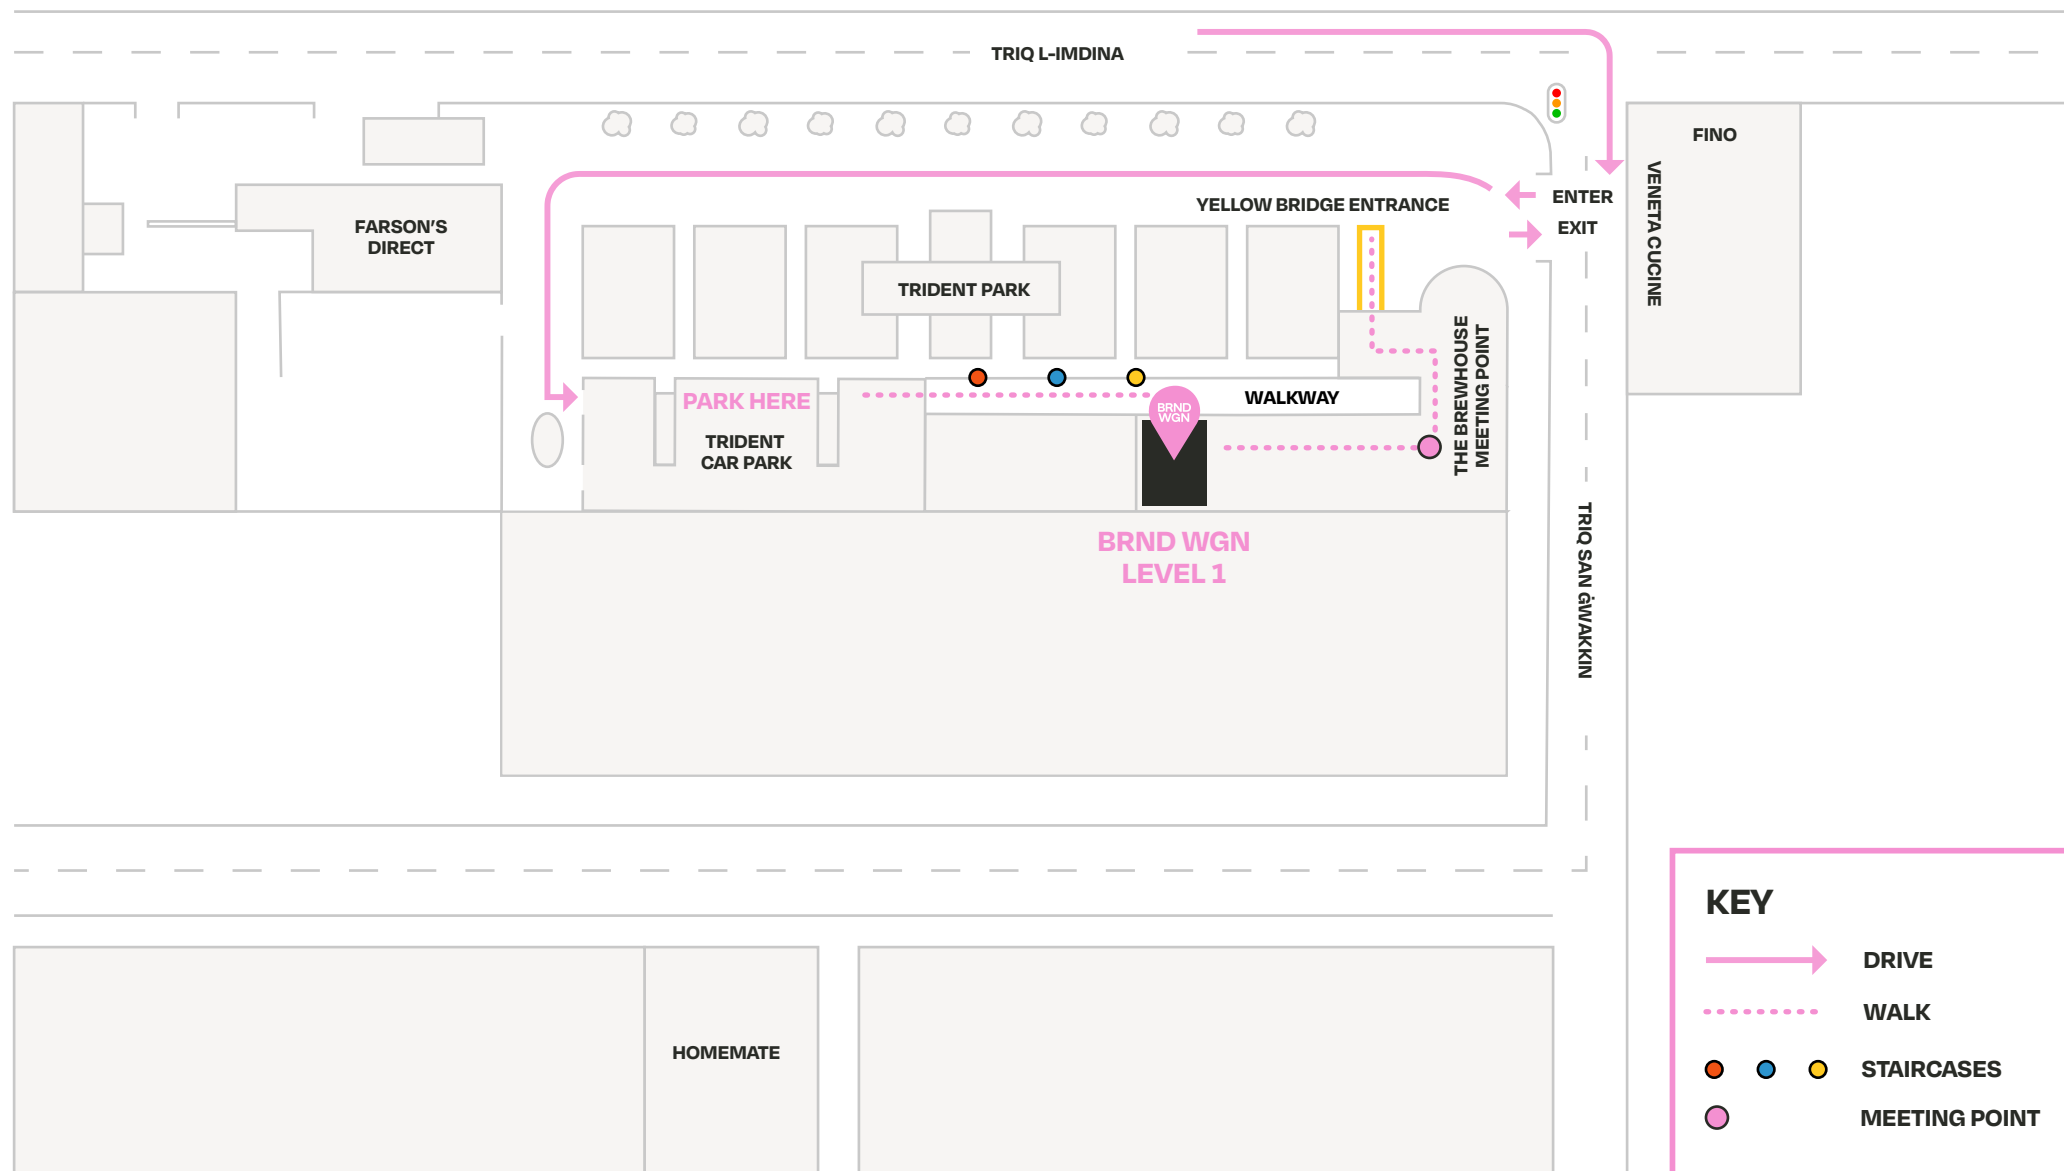 TRIQ L-IMDINA
FINO
VENETA CUCINE
ENTER
EXIT
YELLOW BRIDGE ENTRANCE
FARSON'S
DIRECT
TRIDENT PARK
THE BREWHOUSE
MEETING POINT
PARK HERE
TRIDENT
CAR PARK
WALKWAY
BRND
WGN
BRND WGN
LEVEL 1
TRIQ SAN ĠWAKKIN
HOMEMATE
KEY
DRIVE
WALK
STAIRCASES
MEETING POINT